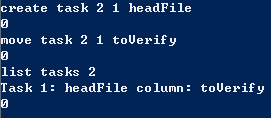 create task 2 1 headFile
0
move task 2 1 toVerify
0
list tasks 2
Task 1: headFile column: toVerify
0